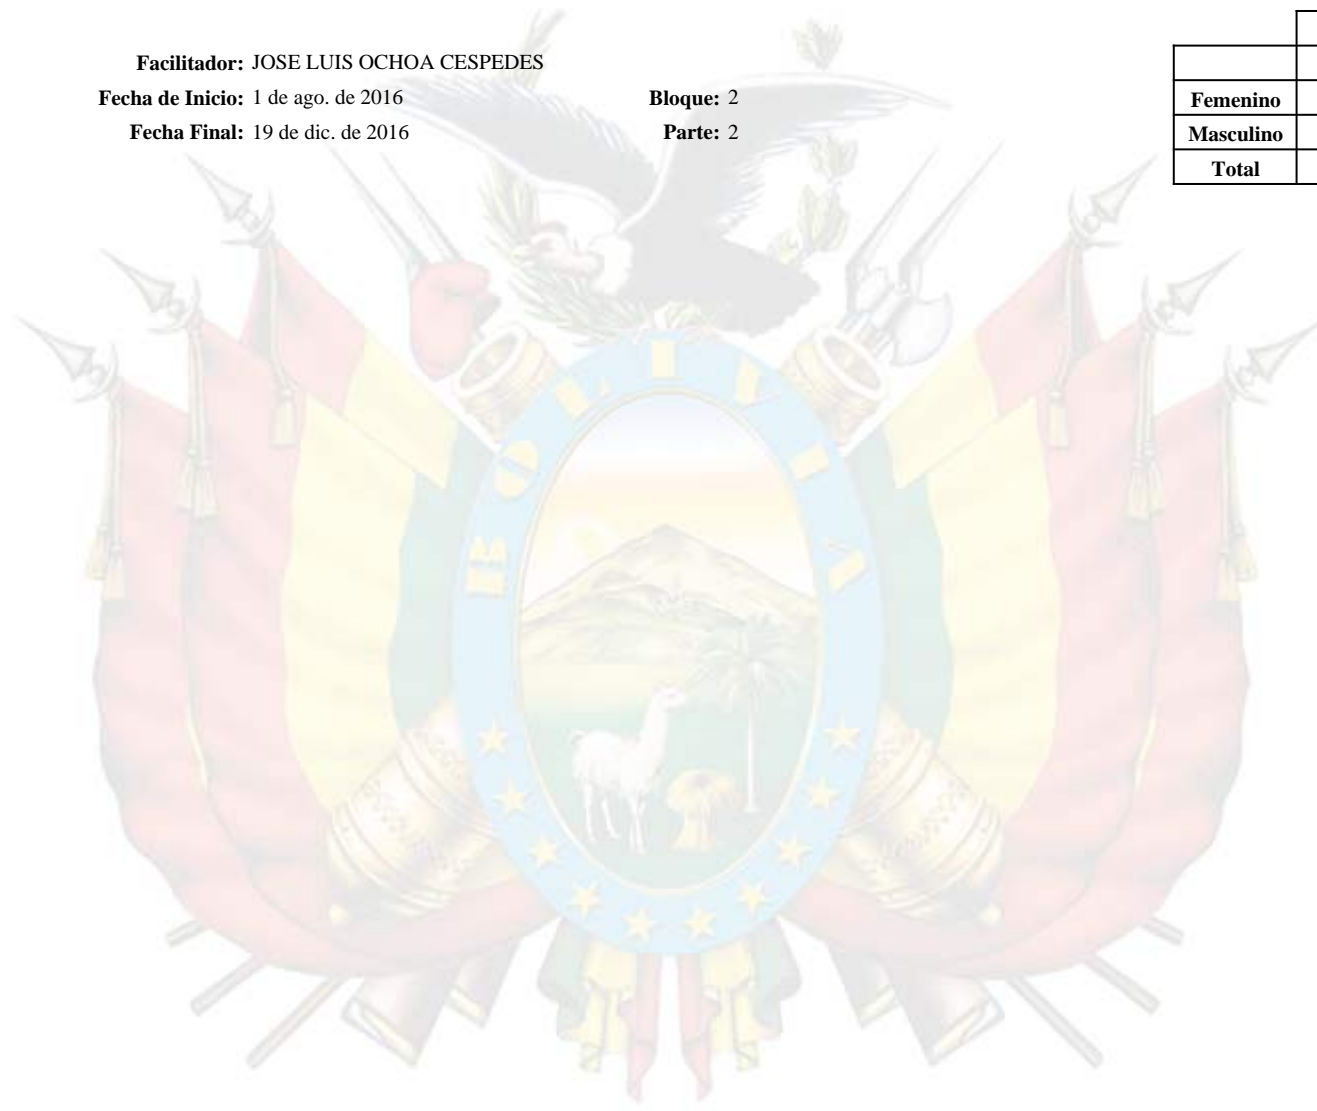 Facilitador: JOSE LUIS OCHOA CESPEDES
Fecha de Inicio: 1 de ago. de 2016 Bloque: 2
Fecha Final: 19 de dic. de 2016 Parte: 2
Femenino
Masculino
Total
BOLIVIA